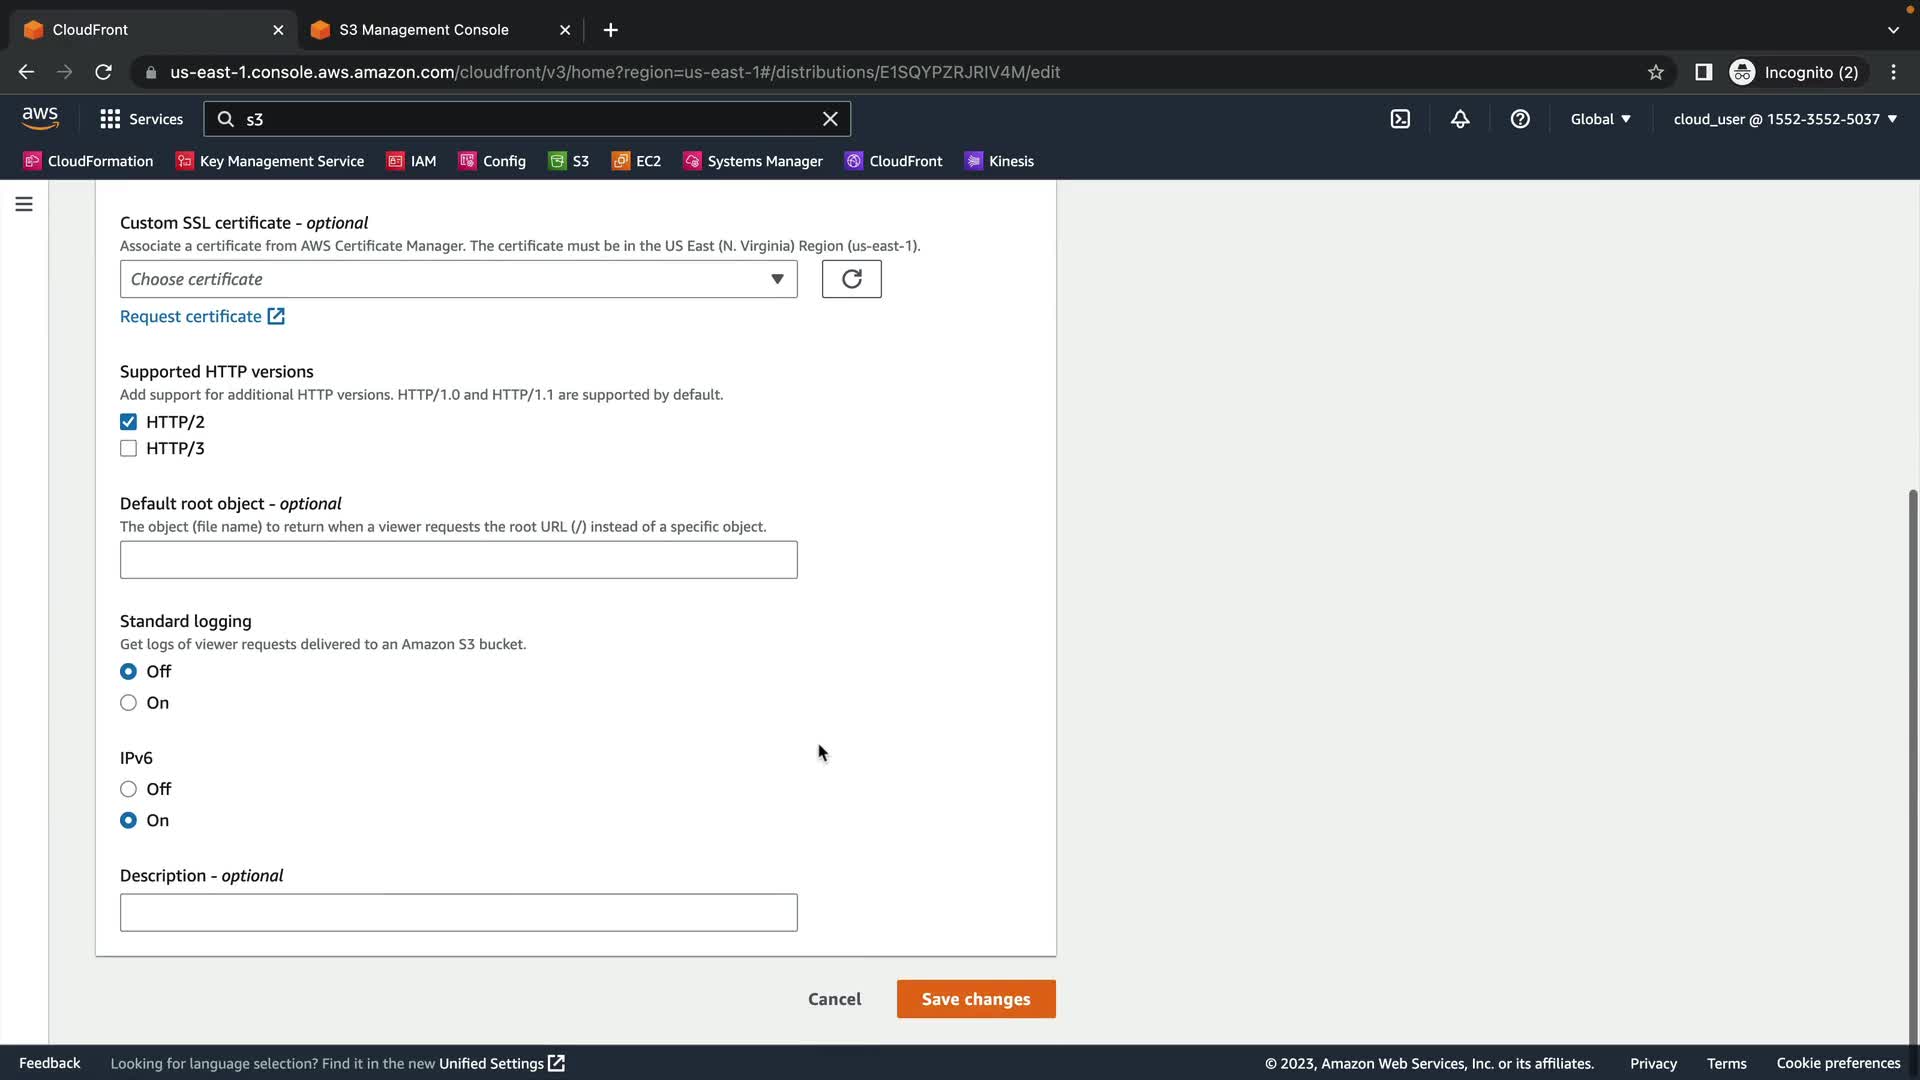 CloudFront
S3 Management Console
us-east-1.console.aws.amazon.com/cloudfront/v3/home?region=us-east-1#/distributions/E1SQYPZRJRIV4M/edit
Incognito (2)
aws
Services
s3
Global
cloud_user @ 1552-3552-5037
CloudFormation
Key Management Service
IAM
Config
S3
EC2
Systems Manager
CloudFront
Kinesis
Custom SSL certificate - optional
Associate a certificate from AWS Certificate Manager. The certificate must be in the US East (N. Virginia) Region (us-east-1).
Choose certificate
Request certificate
Supported HTTP versions
Add support for additional HTTP versions. HTTP/1.0 and HTTP/1.1 are supported by default.
HTTP/2
HTTP/3
Default root object - optional
The object (file name) to return when a viewer requests the root URL (/) instead of a specific object.
Standard logging
Get logs of viewer requests delivered to an Amazon S3 bucket.
Off
On
IPv6
Off
On
Description - optional
Cancel
Save changes
Feedback
Looking for language selection? Find it in the new Unified Settings
© 2023, Amazon Web Services, Inc. or its affiliates.
Privacy
Terms
Cookie preferences